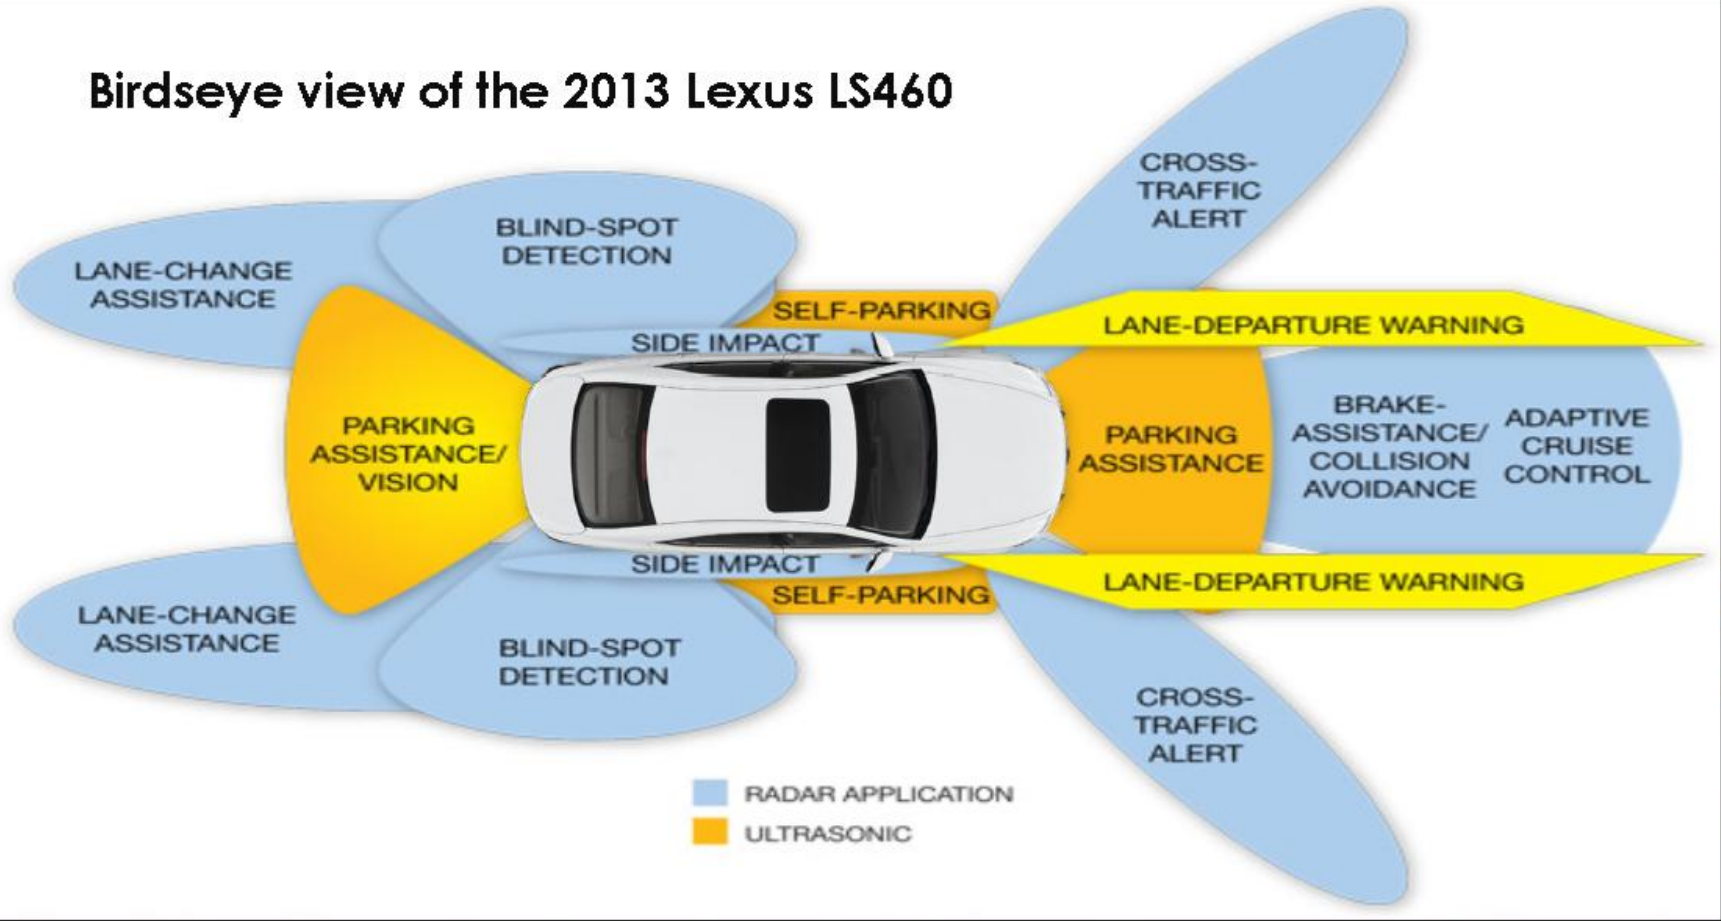 Birdseye view of the 2013 Lexus LS460
CROSS-
TRAFFIC
ALERT
BLIND-SPOT
DETECTION
LANE-CHANGE
ASSISTANCE
SELF-PARKING
SIDE IMPACT
LANE-DEPARTURE WARNING
PARKING
ASSISTANCE/
VISION
PARKING
ASSISTANCE
BRAKE-
ASSISTANCE/
COLLISION
AVOIDANCE
ADAPTIVE
CRUISE
CONTROL
SIDE IMPACT
SELF-PARKING
LANE-DEPARTURE WARNING
LANE-CHANGE
ASSISTANCE
BLIND-SPOT
DETECTION
CROSS-
TRAFFIC
ALERT
RADAR APPLICATION
ULTRASONIC